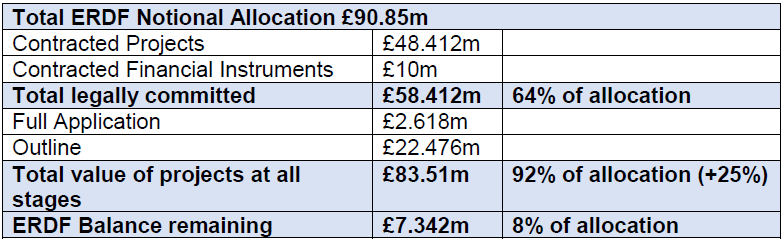 Total ERDF Notional Allocation £90.85m
Contracted Projects £48.412m
Contracted Financial Instruments £10m
Total legally committed £58.412m 64% of allocation
Full Application £2.618m
Outline £22.476m
Total value of projects at all £83.51m 92% of allocation (+25%)
stages
ERDF Balance remaining £7.342m 8% of allocation